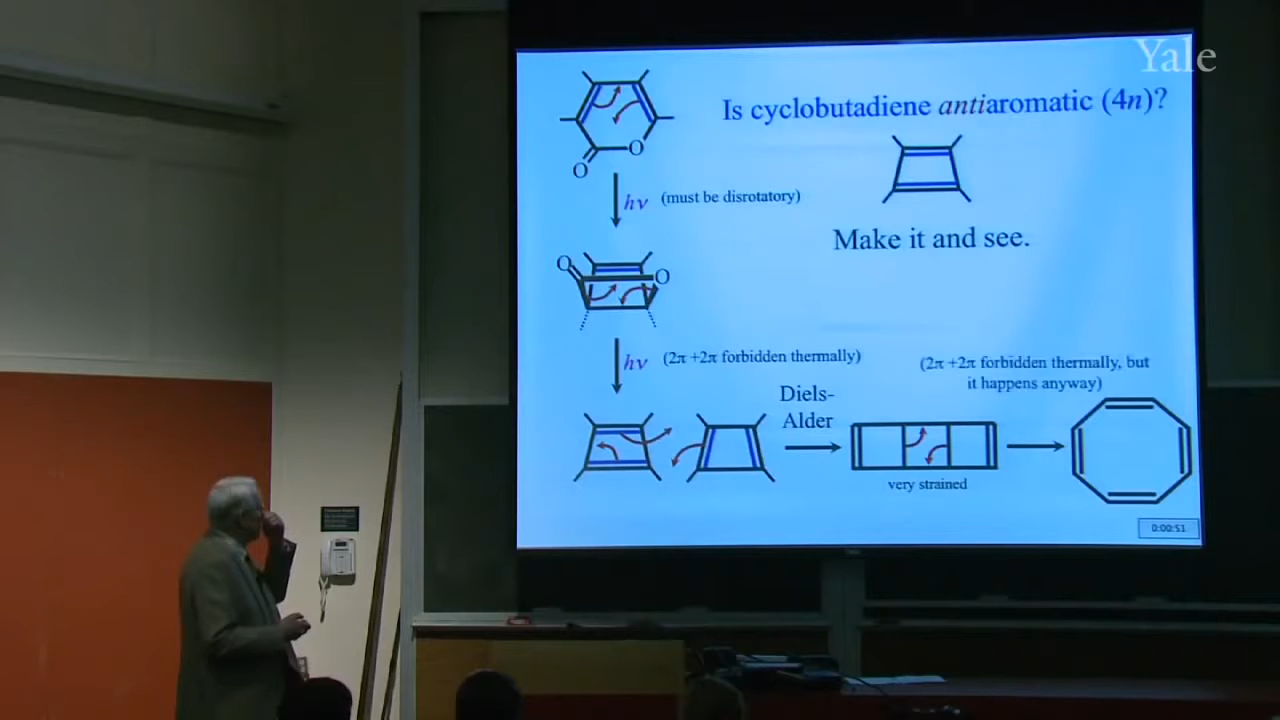 Yale
Is cyclobutadiene antiaromatic (4n)?
O
O
hν (must be disrotatory)
Make it and see.
O
O
hν (2π +2π forbidden thermally)
(2π +2π forbidden thermally, but
it happens anyway)
Diels-
Alder
very strained
0:00:51